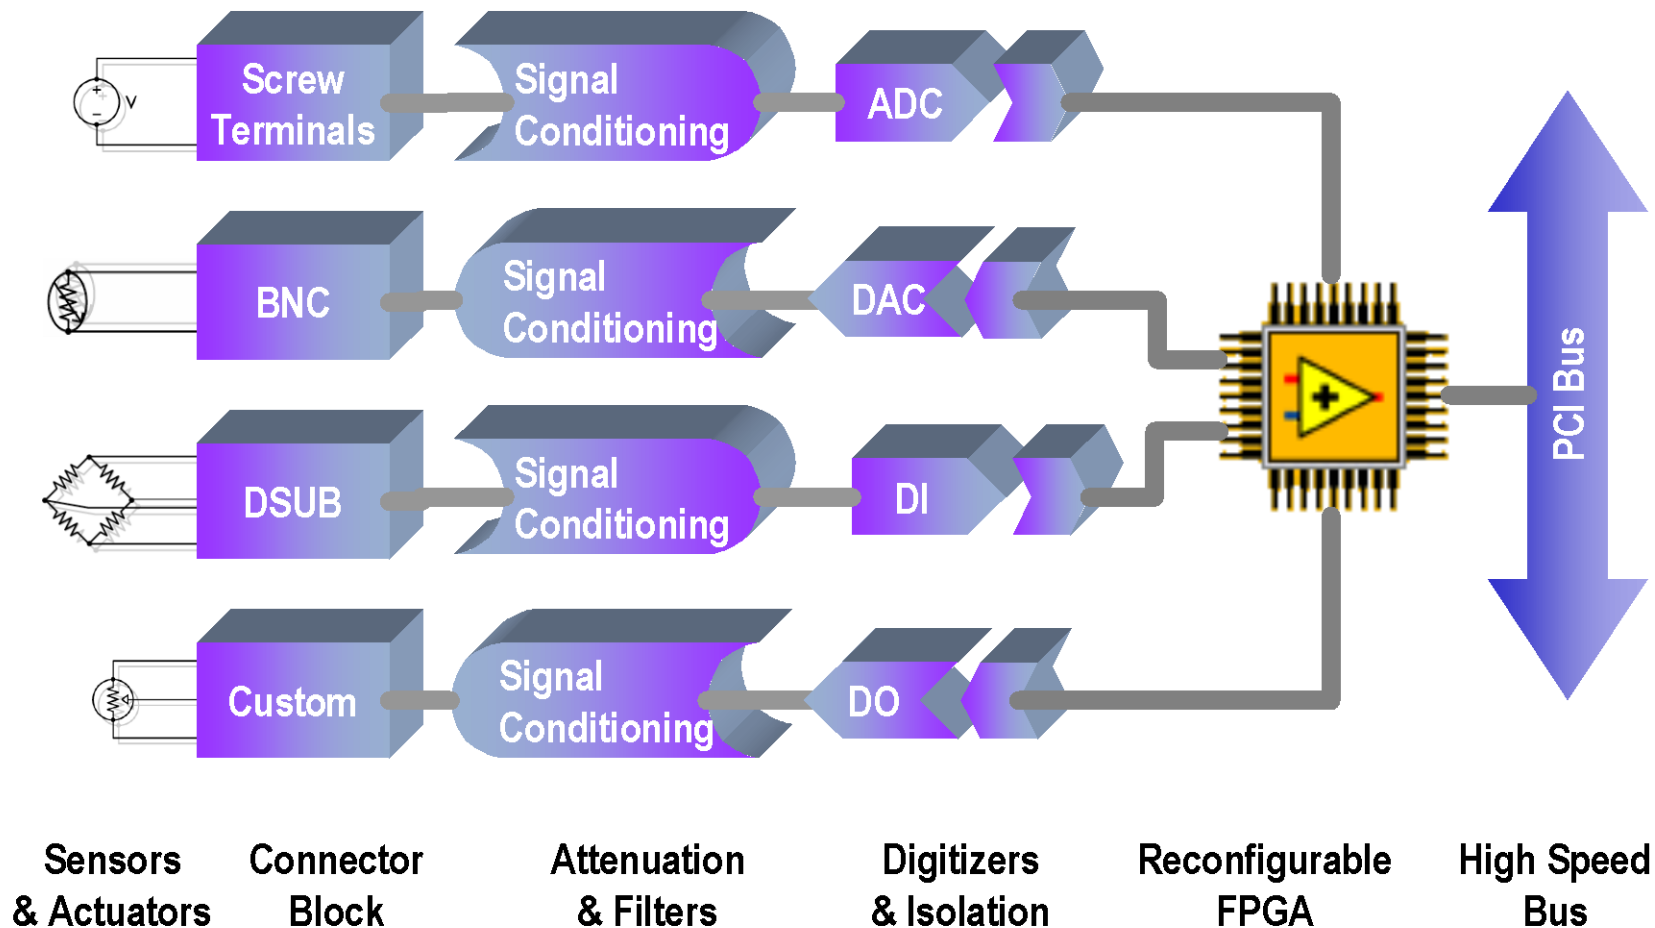 V
Screw
Terminals
Signal
Conditioning
ADC
BNC
Signal
Conditioning
DAC
DSUB
Signal
Conditioning
DI
Custom
Signal
Conditioning
DO
PCI Bus
Sensors
& Actuators
Connector
Block
Attenuation
& Filters
Digitizers
& Isolation
Reconfigurable
FPGA
High Speed
Bus